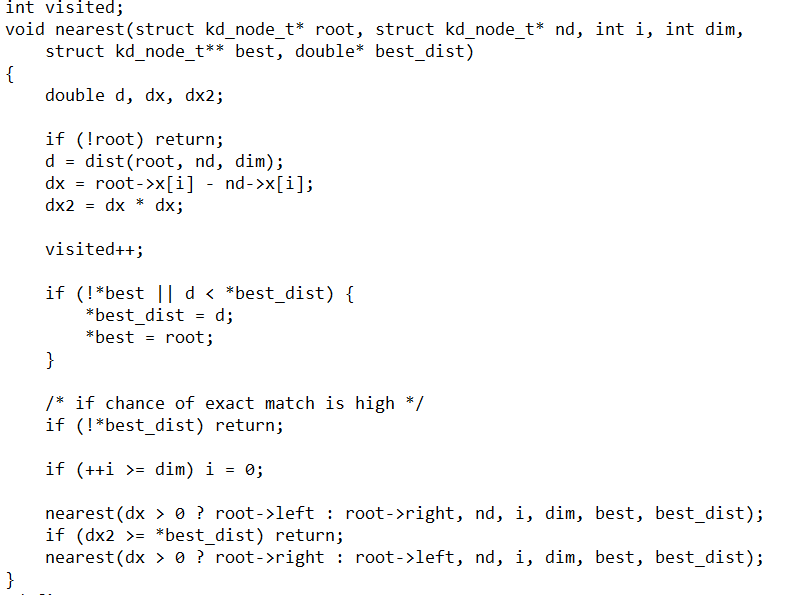 int visited;
void nearest(struct kd_node_t* root, struct kd_node_t* nd, int i, int dim,
    struct kd_node_t** best, double* best_dist)
{
    double d, dx, dx2;

    if (!root) return;
    d = dist(root, nd, dim);
    dx = root->x[i] - nd->x[i];
    dx2 = dx * dx;

    visited++;

    if (!*best || d < *best_dist) {
        *best_dist = d;
        *best = root;
    }

    /* if chance of exact match is high */
    if (!*best_dist) return;

    if (++i >= dim) i = 0;

    nearest(dx > 0 ? root->left : root->right, nd, i, dim, best, best_dist);
    if (dx2 >= *best_dist) return;
    nearest(dx > 0 ? root->right : root->left, nd, i, dim, best, best_dist);
}